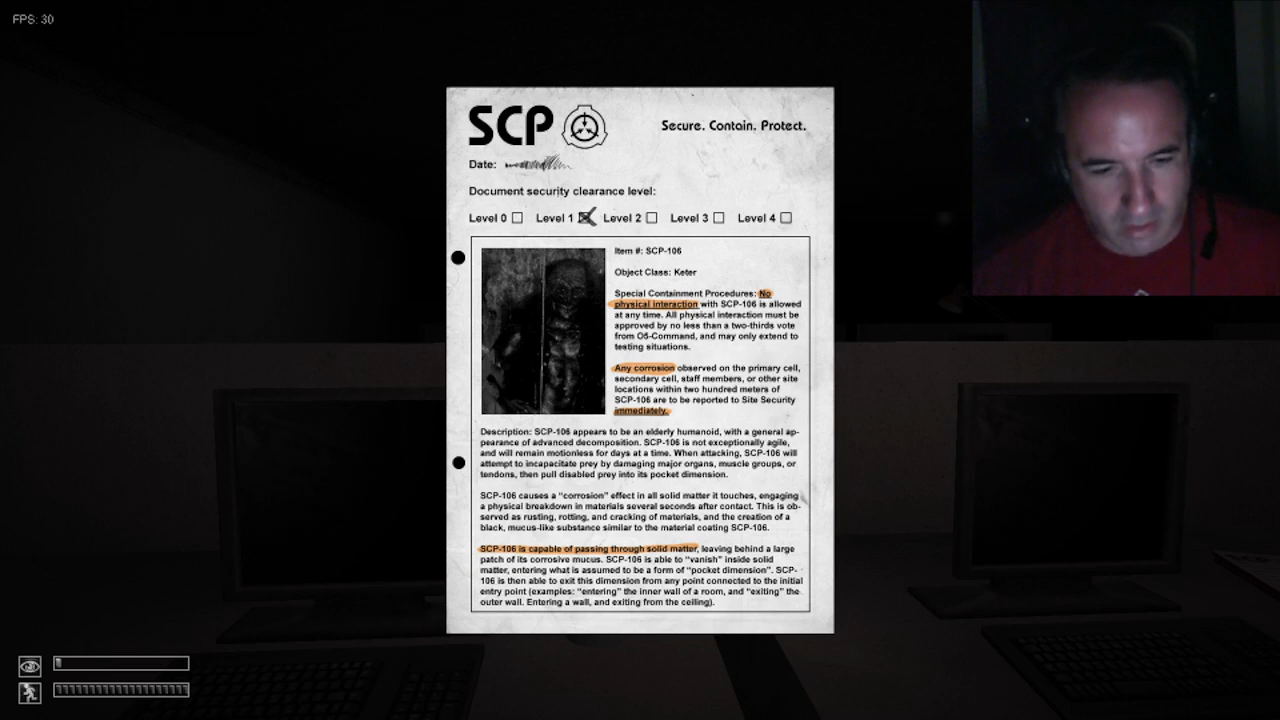 FPS: 30
SCP
Secure. Contain. Protect.
Date:
Document security clearance level:
Level 0 Level 1 Level 2 Level 3 Level 4
Item #: SCP-106
Object Class: Keter
Special Containment Procedures: No
physical interaction with SCP-106 is allowed
at any time. All physical interaction must be
approved by no less than a two-thirds vote
from O5-Command, and may only extend to
testing situations.
Any corrosion observed on the primary cell,
secondary cell, staff members, or other site
locations within two hundred meters of
SCP-106 are to be reported to Site Security
immediately.
Description: SCP-106 appears to be an elderly humanoid, with a general ap-
pearance of advanced decomposition. SCP-106 is not exceptionally agile,
and will remain motionless for days at a time. When attacking, SCP-106 will
attempt to incapacitate prey by damaging major organs, muscle groups, or
tendons, then pull disabled prey into its pocket dimension.
SCP-106 causes a “corrosion” effect in all solid matter it touches, engaging
a physical breakdown in materials several seconds after contact. This is ob-
served as rusting, rotting, and cracking of materials, and the creation of a
black, mucus-like substance similar to the material coating SCP-106.
SCP-106 is capable of passing through solid matter, leaving behind a large
patch of its corrosive mucus. SCP-106 is able to “vanish” inside solid
matter, entering what is assumed to be a form of “pocket dimension”. SCP-
106 is then able to exit this dimension from any point connected to the initial
entry point (examples: “entering” the inner wall of a room, and “exiting” the
outer wall. Entering a wall, and exiting from the ceiling).